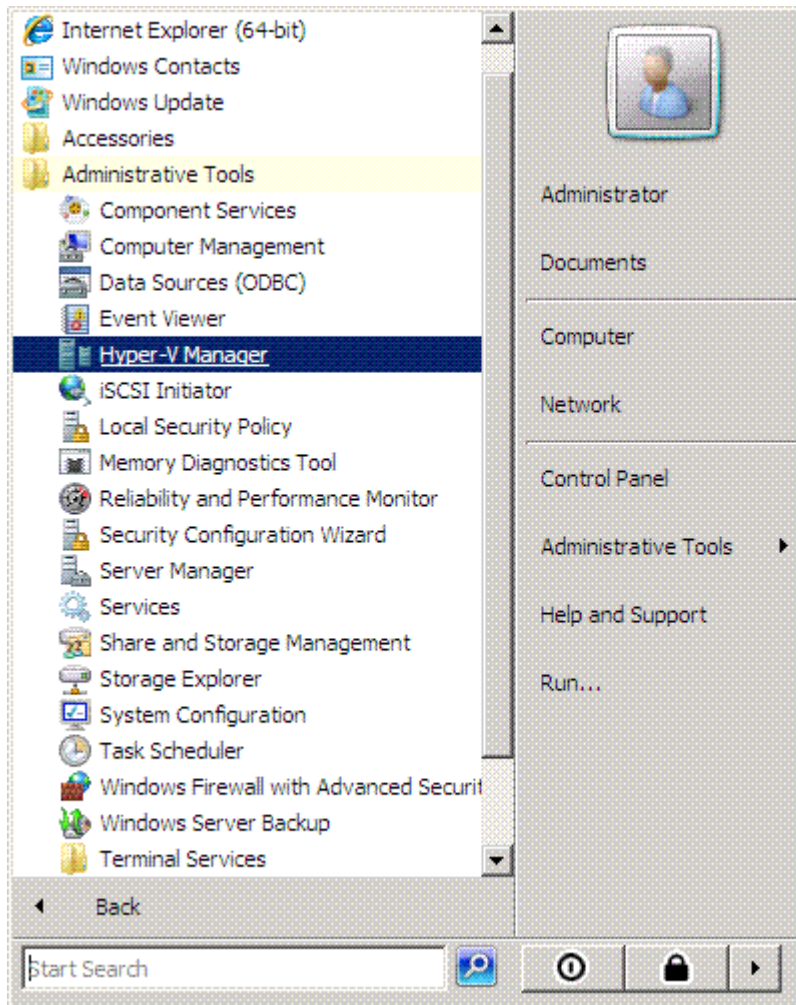 Internet Explorer (64-bit)
Windows Contacts
Windows Update
Accessories
Administrative Tools
Component Services
Computer Management
Data Sources (ODBC)
Event Viewer
Hyper-V Manager
iSCSI Initiator
Local Security Policy
Memory Diagnostics Tool
Reliability and Performance Monitor
Security Configuration Wizard
Server Manager
Services
Share and Storage Management
Storage Explorer
System Configuration
Task Scheduler
Windows Firewall with Advanced Securit
Windows Server Backup
Terminal Services
Back
Start Search
Administrator
Documents
Computer
Network
Control Panel
Administrative Tools
Help and Support
Run...